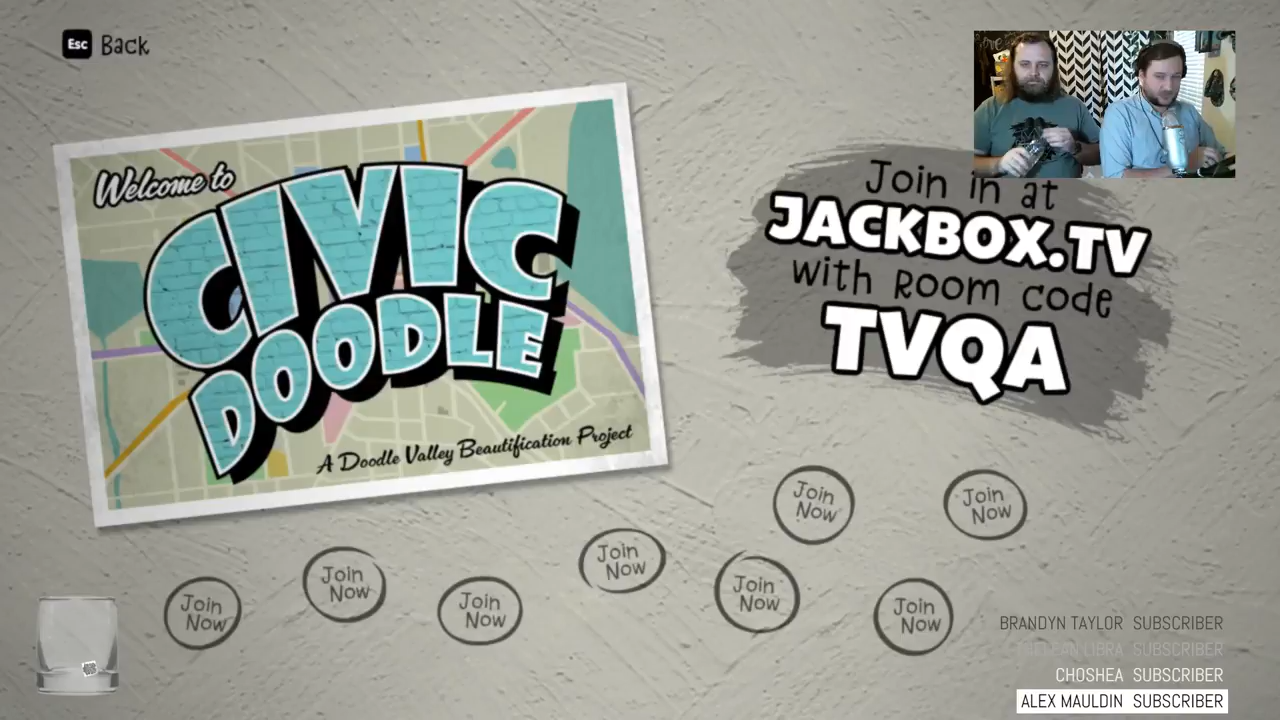 Esc Back
Welcome to
CIVIC
DOODLE
A Doodle Valley Beautification Project
Join in at
JACKBOX.TV
with Room code
TVQA
Join Now
Join Now
Join Now
Join Now
Join Now
Join Now
Join Now
Join Now
BRANDYN TAYLOR SUBSCRIBER
LIBRA SUBSCRIBER
CHOSHEA SUBSCRIBER
ALEX MAULDIN SUBSCRIBER